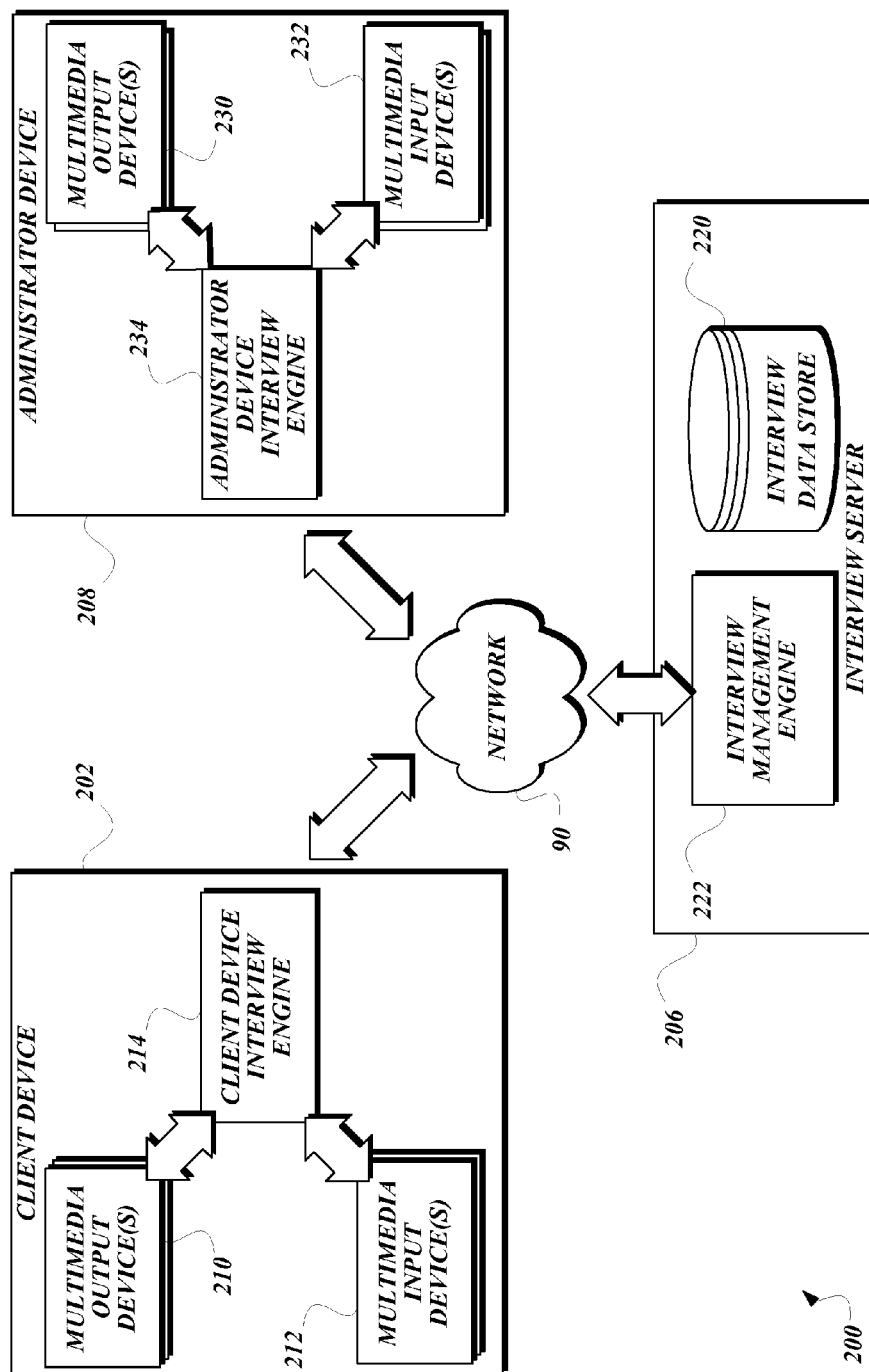 CLIENT DEVICE
202
MULTIMEDIA
OUTPUT
DEVICE(S)
210
214
CLIENT DEVICE
INTERVIEW
ENGINE
212
MULTIMEDIA
INPUT
DEVICE(S)
ADMINISTRATOR DEVICE
208
234
ADMINISTRATOR
DEVICE
INTERVIEW
ENGINE
MULTIMEDIA
OUTPUT
DEVICE(S)
230
232
MULTIMEDIA
INPUT
DEVICE(S)
NETWORK
90
206
222
INTERVIEW
MANAGEMENT
ENGINE
220
INTERVIEW
DATA STORE
INTERVIEW SERVER
200